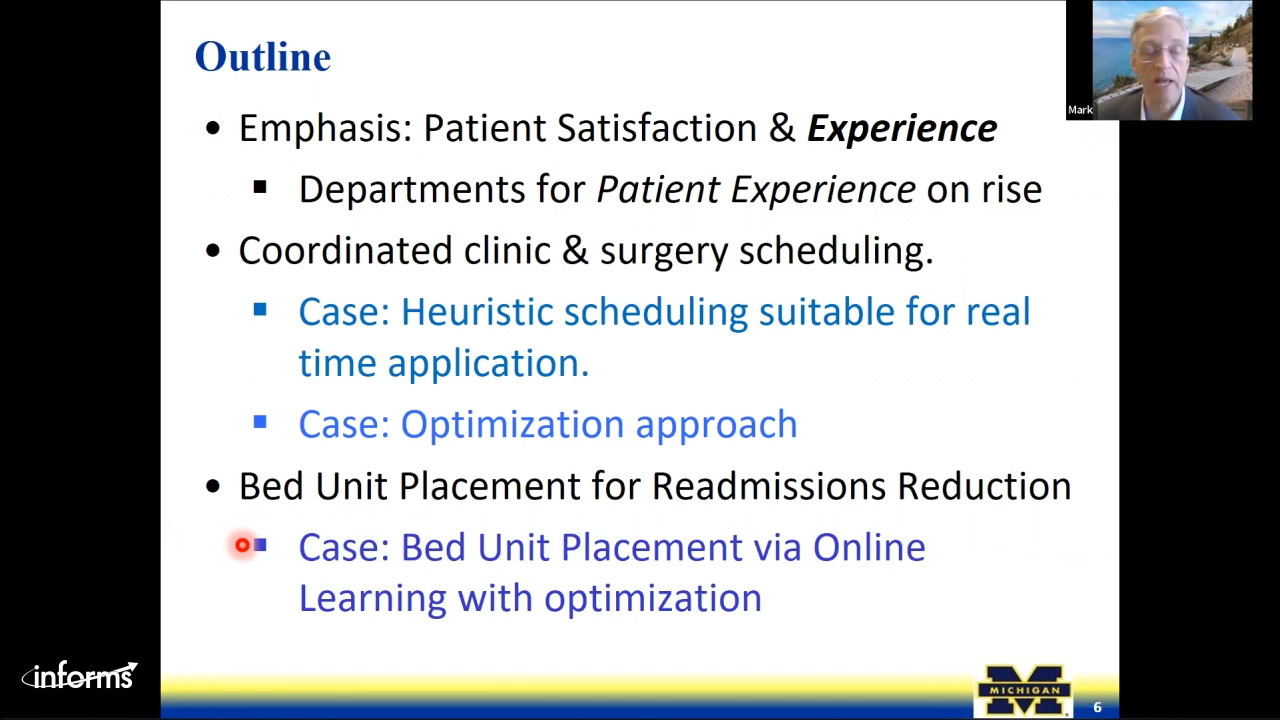 Outline
Mark
• Emphasis: Patient Satisfaction & Experience
▪ Departments for Patient Experience on rise
• Coordinated clinic & surgery scheduling.
▪ Case: Heuristic scheduling suitable for real
time application.
▪ Case: Optimization approach
• Bed Unit Placement for Readmissions Reduction
▪ Case: Bed Unit Placement via Online
Learning with optimization
informs
MICHIGAN
6